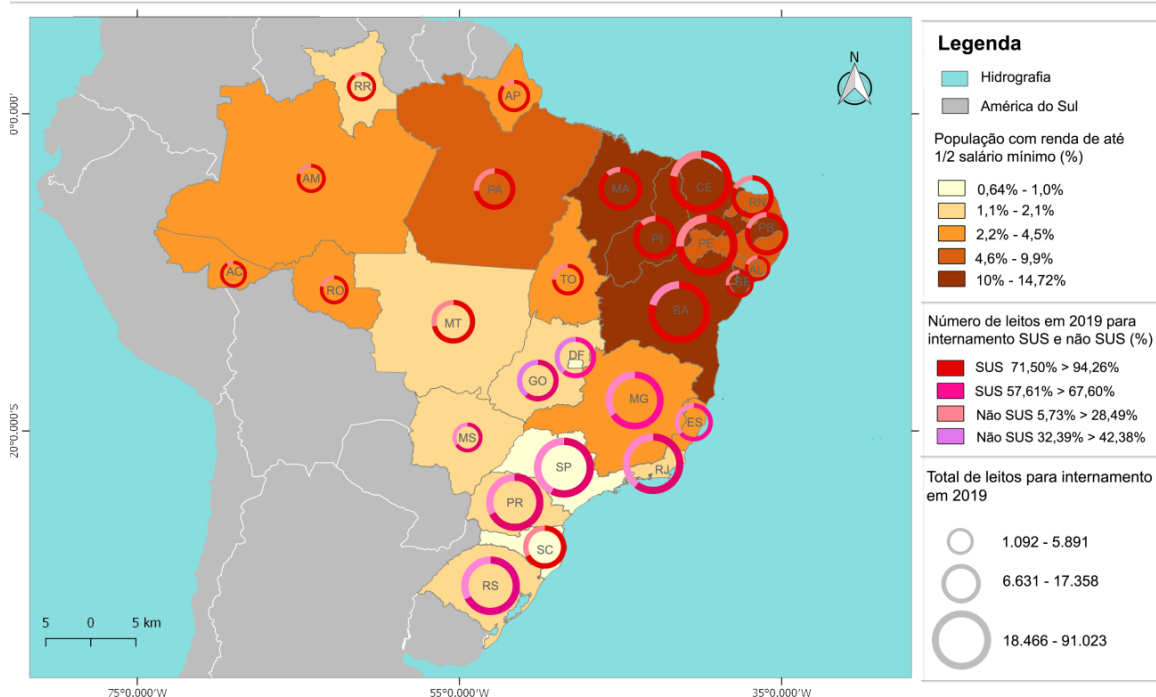 N
RR
AP
AM
PA
MA
CE
RN
PI
PB
PE
AL
SE
AC
RO
TO
BA
MT
DF
GO
MG
ES
MS
SP
RJ
PR
SC
RS
0°0.000'
20°0.000'S
75°0.000'W
55°0.000'W
35°0.000'W
5 0 5 km
Legenda
Hidrografia
América do Sul
População com renda de até
1/2 salário mínimo (%)
0,64% - 1,0%
1,1% - 2,1%
2,2% - 4,5%
4,6% - 9,9%
10% - 14,72%
Número de leitos em 2019 para
internamento SUS e não SUS (%)
SUS 71,50% > 94,26%
SUS 57,61% > 67,60%
Não SUS 5,73% > 28,49%
Não SUS 32,39% > 42,38%
Total de leitos para internamento
em 2019
1.092 - 5.891
6.631 - 17.358
18.466 - 91.023